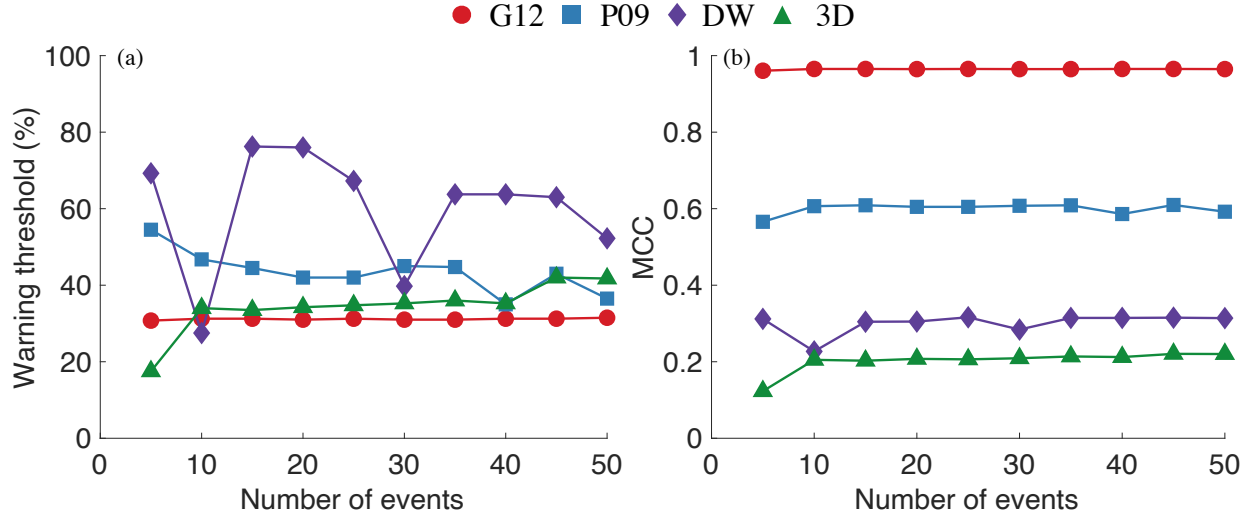 G12 P09 DW 3D
(a)
Warning threshold (%)
100
80
60
40
20
0
0 10 20 30 40 50
Number of events
(b)
MCC
1
0.8
0.6
0.4
0.2
0
0 10 20 30 40 50
Number of events